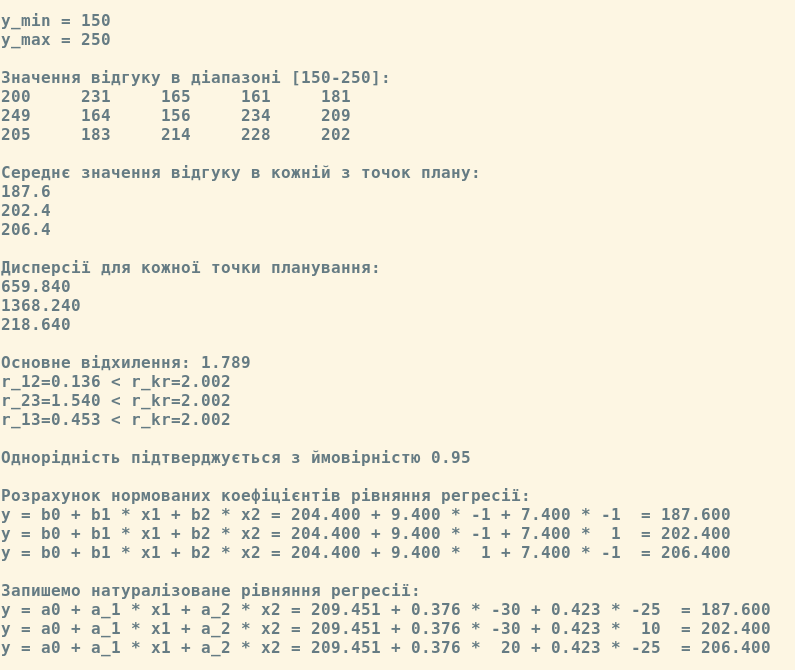 y_min = 150
y_max = 250
Значення відгуку в діапазоні [150-250]:
200     231     165     161     181
249     164     156     234     209
205     183     214     228     202
Середнє значення відгуку в кожній з точок плану:
187.6
202.4
206.4
Дисперсії для кожної точки планування:
659.840
1368.240
218.640
Основне відхилення: 1.789
r_12=0.136 < r_kr=2.002
r_23=1.540 < r_kr=2.002
r_13=0.453 < r_kr=2.002
Однорідність підтверджується з ймовірністю 0.95
Розрахунок нормованих коефіцієнтів рівняння регресії:
y = b0 + b1 * x1 + b2 * x2 = 204.400 + 9.400 * -1 + 7.400 * -1  = 187.600
y = b0 + b1 * x1 + b2 * x2 = 204.400 + 9.400 * -1 + 7.400 *  1  = 202.400
y = b0 + b1 * x1 + b2 * x2 = 204.400 + 9.400 *  1 + 7.400 * -1  = 206.400
Запишемо натуралізоване рівняння регресії:
y = a0 + a_1 * x1 + a_2 * x2 = 209.451 + 0.376 * -30 + 0.423 * -25  = 187.600
y = a0 + a_1 * x1 + a_2 * x2 = 209.451 + 0.376 * -30 + 0.423 *  10  = 202.400
y = a0 + a_1 * x1 + a_2 * x2 = 209.451 + 0.376 *  20 + 0.423 * -25  = 206.400